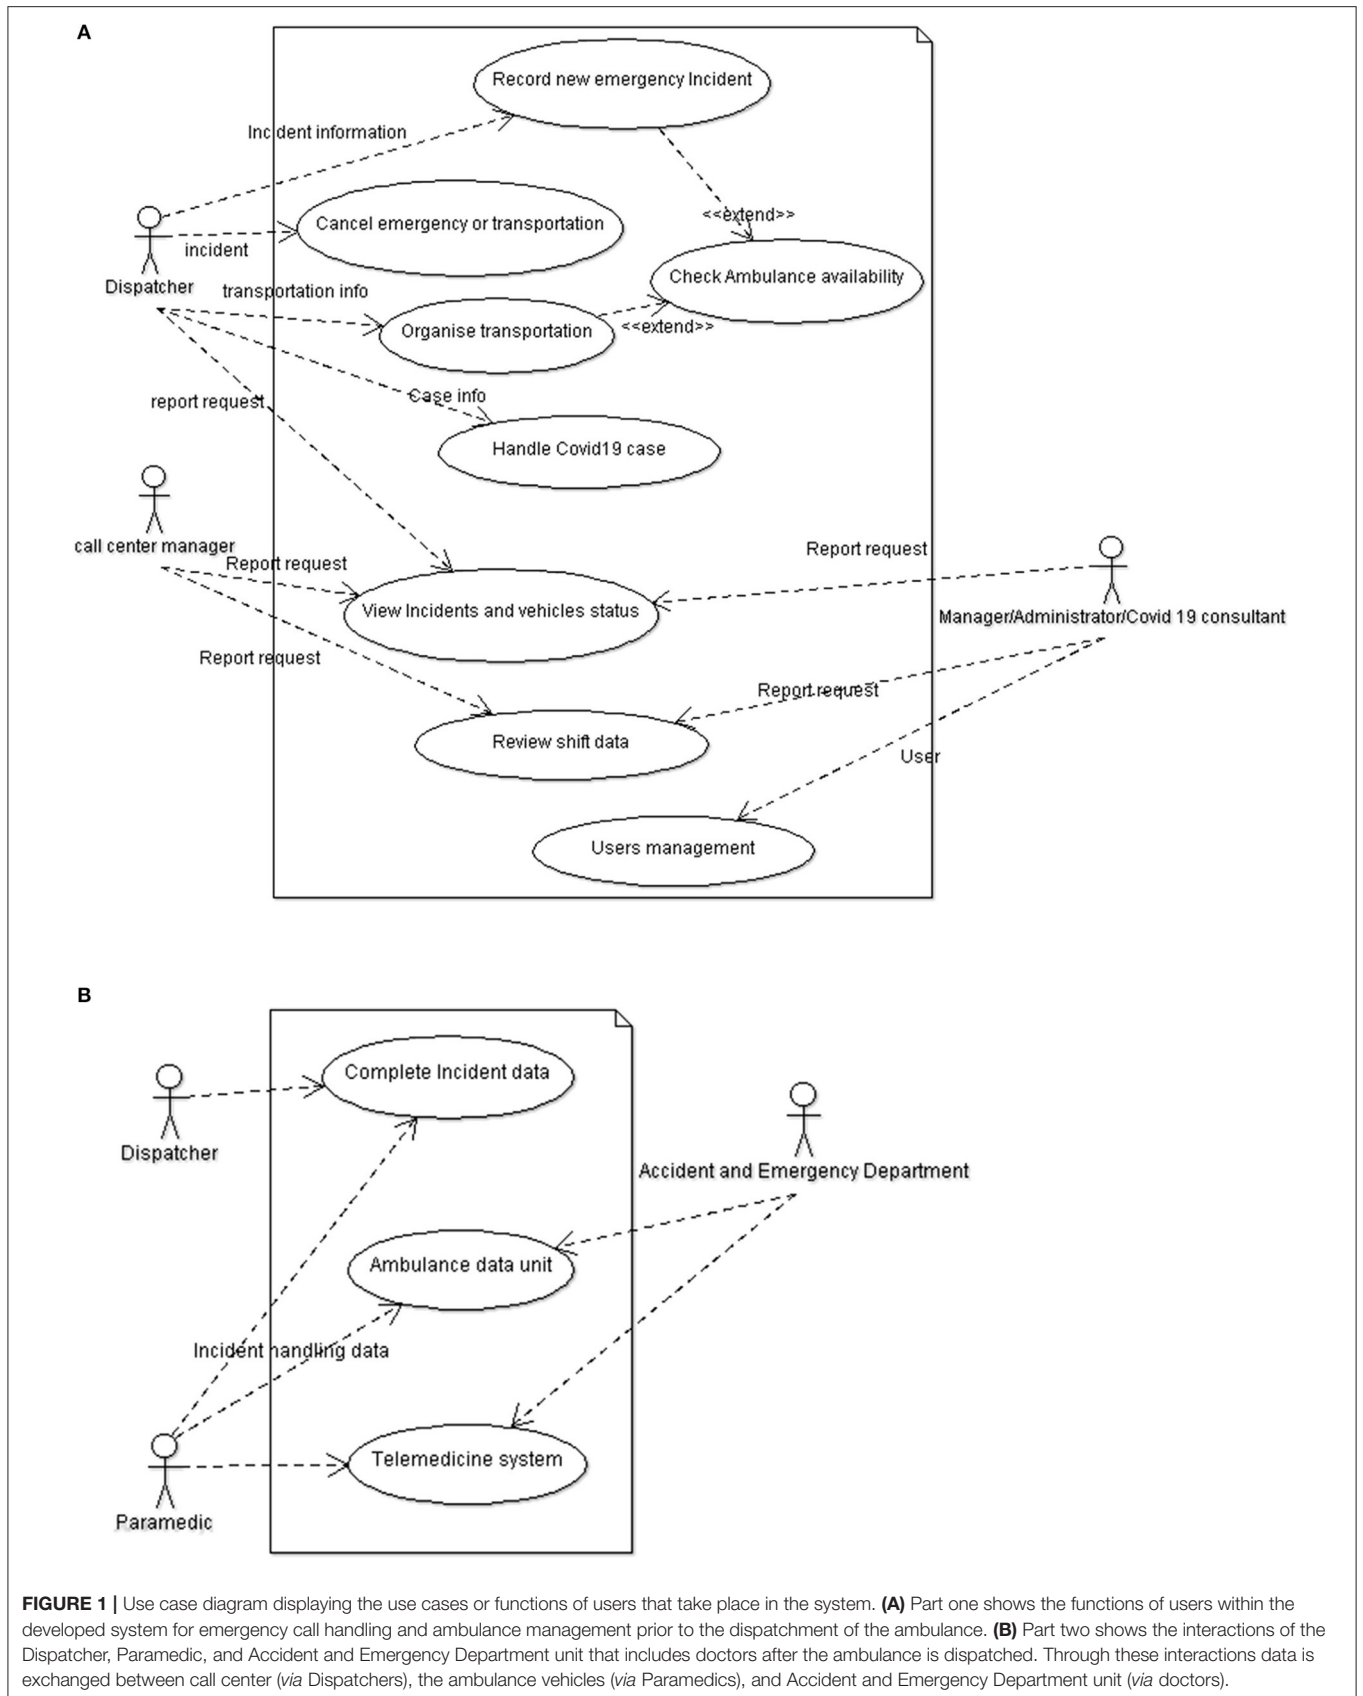 A
Record new emergency Incident
Incident information
<<extend>>
Cancel emergency or transportation
incident
Dispatcher
Check Ambulance availability
transportation info
Organise transportation
<<extend>>
Case info
report request
Handle Covid19 case
call center manager
Report request
Report request
View Incidents and vehicles status
Manager/Administrator/Covid 19 consultant
Report request
Report request
Review shift data
User
Users management
B
Complete Incident data
Dispatcher
Accident and Emergency Department
Ambulance data unit
Incident handling data
Telemedicine system
Paramedic
FIGURE 1 | Use case diagram displaying the use cases or functions of users that take place in the system. (A) Part one shows the functions of users within the
developed system for emergency call handling and ambulance management prior to the dispatchment of the ambulance. (B) Part two shows the interactions of the
Dispatcher, Paramedic, and Accident and Emergency Department unit that includes doctors after the ambulance is dispatched. Through these interactions data is
exchanged between call center (via Dispatchers), the ambulance vehicles (via Paramedics), and Accident and Emergency Department unit (via doctors).